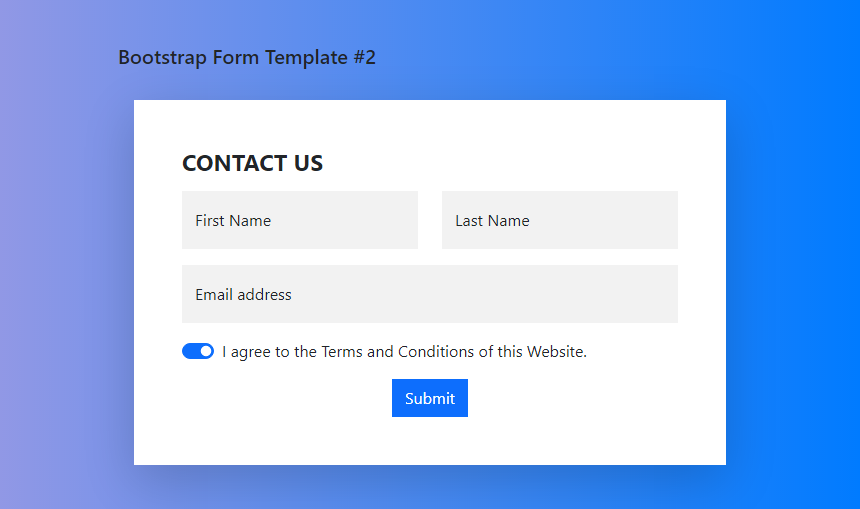 Bootstrap Form Template #2
CONTACT US
First Name
Last Name
Email address
I agree to the Terms and Conditions of this Website.
Submit